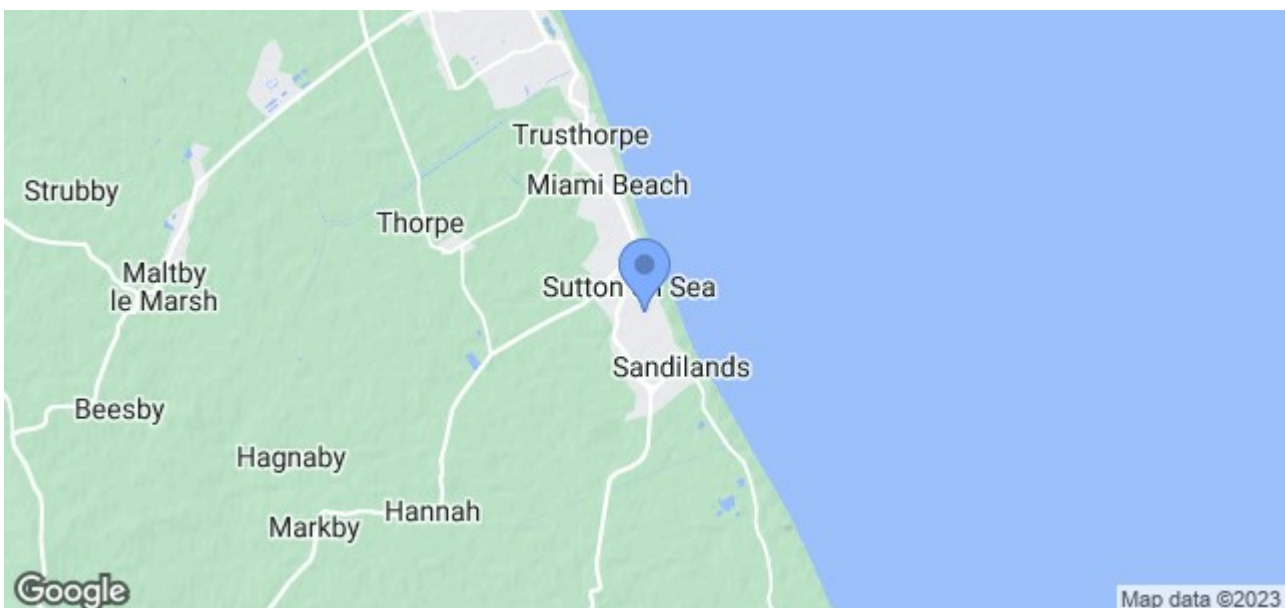 Trusthorpe
Miami Beach
Strubby
Thorpe
Maltby
le Marsh
Sutton n Sea
Sandilands
Beesby
Hagnaby
Hannah
Markby
Google
Map data ©2023